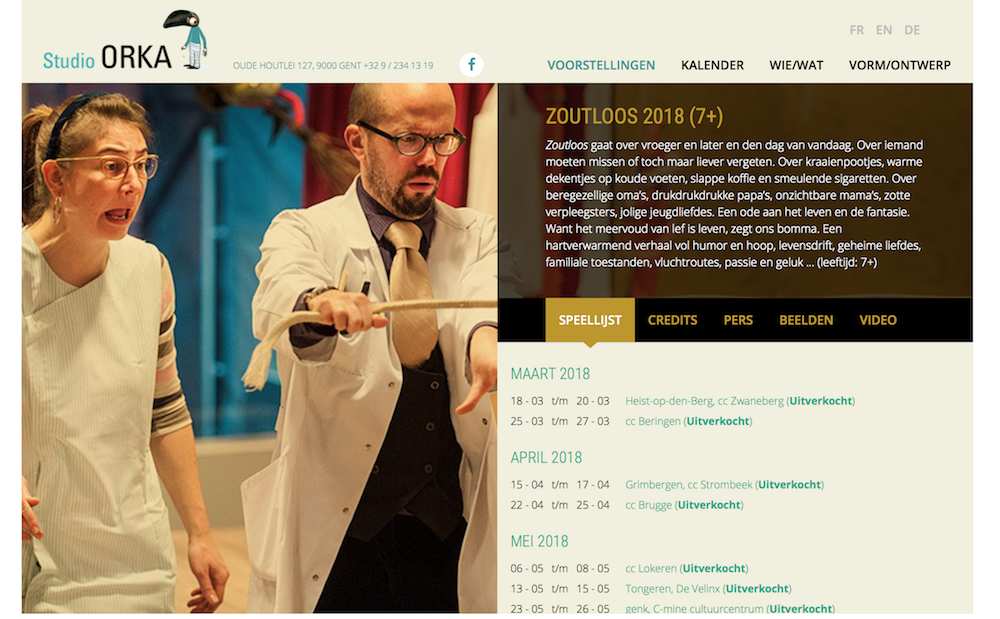 FR EN DE
Studio ORKA
OUDE HOUTLEI 127, 9000 GENT +32 9 / 234 13 19
f
VOORSTELLINGEN KALENDER WIE/WAT VORM/ONTWERP
ZOUTLOOS 2018 (7+)
Zoutloos gaat over vroeger en later en den dag van vandaag. Over iemand
moeten missen of toch maar liever vergeten. Over kraaienpootjes, warme
dekentjes op koude voeten, slappe koffie en smeulende sigaretten. Over
beregezellige oma's, drukdrukdrukke papa's, onzichtbare mama's, zotte
verpleegsters, jolige jeugdliefdes. Een ode aan het leven en de fantasie.
Want het meervoud van lef is leven, zegt ons bomma. Een
hartverwarmend verhaal vol humor en hoop, levensdrift, geheime liefdes,
familiale toestanden, vluchtroutes, passie en geluk ... (leeftijd: 7+)
SPEELLIJST CREDITS PERS BEELDEN VIDEO
MAART 2018
18 - 03 t/m 20 - 03 Heist-op-den-Berg, cc Zwaneberg (Uitverkocht)
25 - 03 t/m 27 - 03 cc Beringen (Uitverkocht)
APRIL 2018
15 - 04 t/m 17 - 04 Grimbergen, cc Strombeek (Uitverkocht)
22 - 04 t/m 25 - 04 cc Brugge (Uitverkocht)
MEI 2018
06 - 05 t/m 08 - 05 cc Lokeren (Uitverkocht)
13 - 05 t/m 15 - 05 Tongeren, De Velinx (Uitverkocht)
23 - 05 t/m 26 - 05 genk, C-mine cultuurcentrum (Uitverkocht)